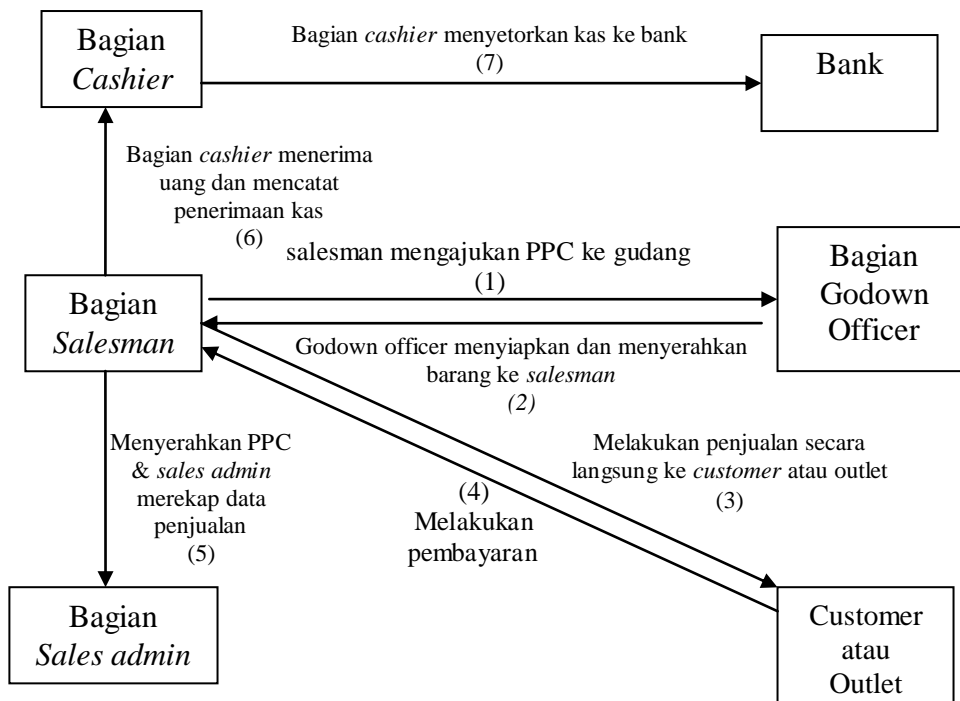 Bagian
Cashier
Bagian cashier menyetorkan kas ke bank
(7)
Bank
Bagian cashier menerima
uang dan mencatat
penerimaan kas
(6)
salesman mengajukan PPC ke gudang
(1)
Bagian
Godown
Officer
Bagian
Salesman
Godown officer menyiapkan dan menyerahkan
barang ke salesman
(2)
Menyerahkan PPC
& sales admin
merekap data
penjualan
(5)
Melakukan penjualan secara
langsung ke customer atau outlet
(3)
(4)
Melakukan
pembayaran
Bagian
Sales admin
Customer
atau
Outlet